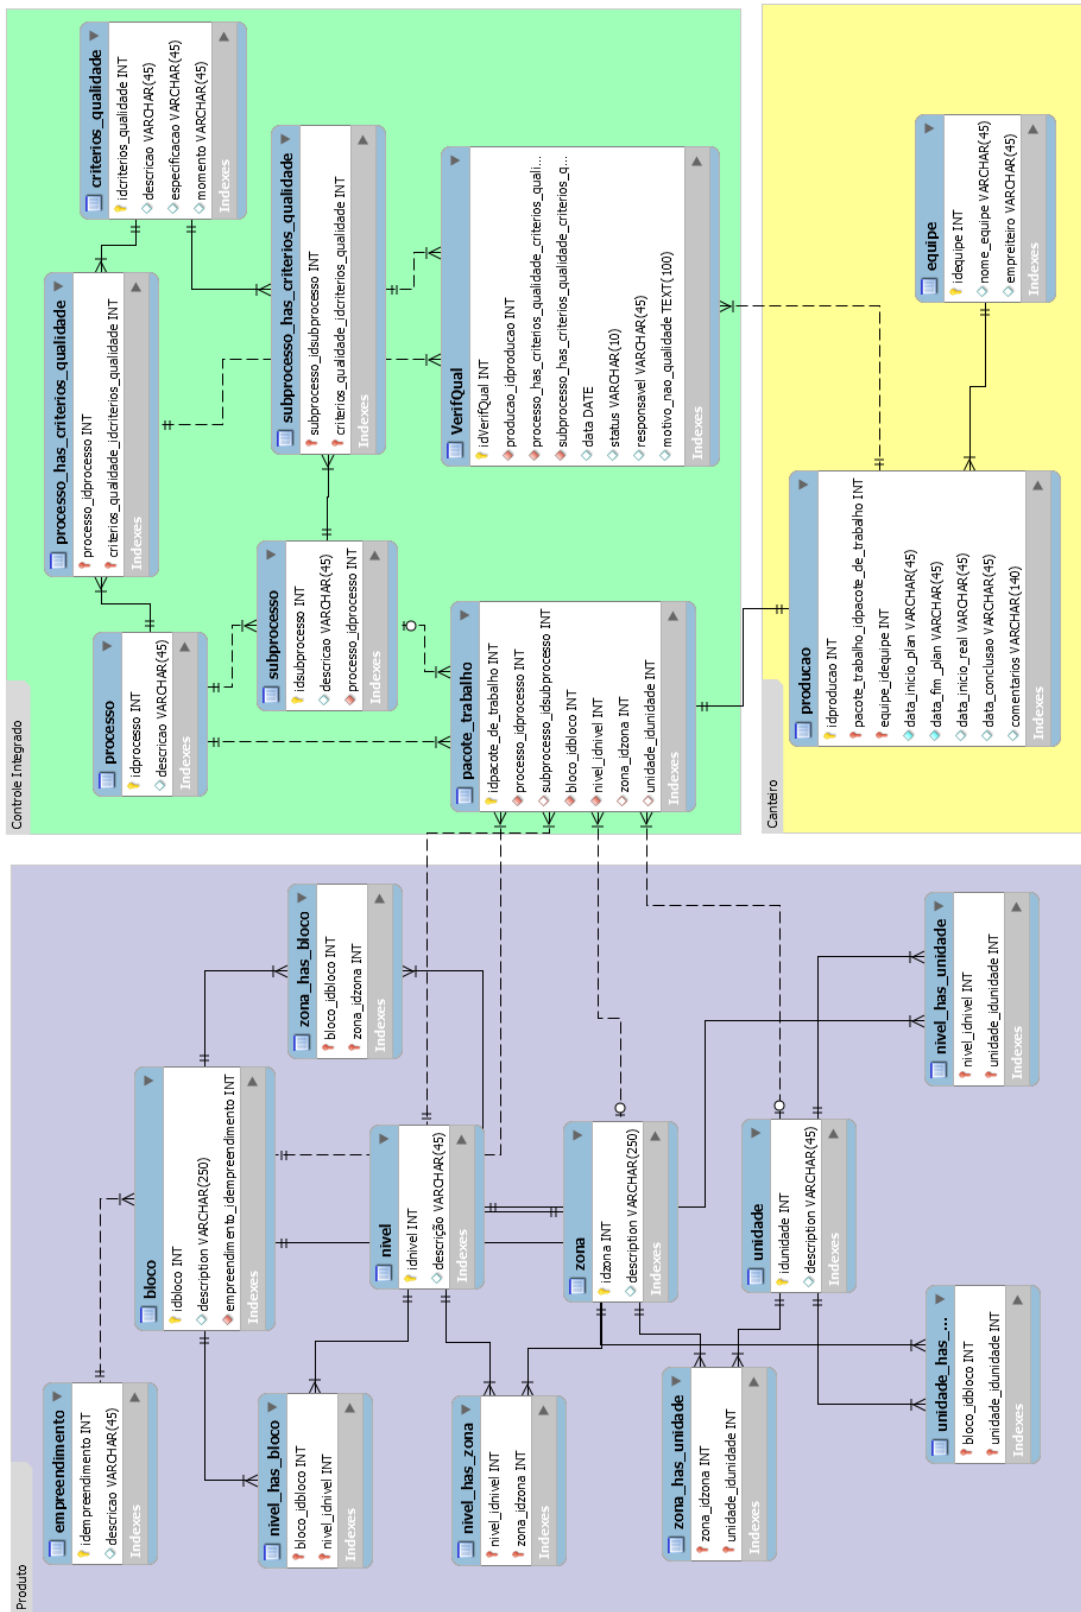 Produto
empreendimento
idempreendimento INT
descricao VARCHAR(45)
Indexes
bloco
idbloco INT
description VARCHAR(250)
empreendimento_idempreendimento INT
Indexes
zona_has_bloco
bloco_idbloco INT
zona_idzona INT
Indexes
nivel_has_bloco
bloco_idbloco INT
nivel_idnivel INT
Indexes
nivel
idnivel INT
descrição VARCHAR(45)
Indexes
nivel_has_zona
nivel_idnivel INT
zona_idzona INT
Indexes
zona
idzona INT
description VARCHAR(250)
Indexes
zona_has_unidade
zona_idzona INT
unidade_idunidade INT
Indexes
unidade
idunidade INT
description VARCHAR(45)
Indexes
unidade_has_...
bloco_idbloco INT
unidade_idunidade INT
Indexes
nivel_has_unidade
nivel_idnivel INT
unidade_idunidade INT
Indexes
Controle Integrado
processo
idprocesso INT
descricao VARCHAR(45)
Indexes
processo_has_criterios_qualidade
processo_idprocesso INT
criterios_qualidade_idcriterios_qualidade INT
Indexes
criterios_qualidade
idcriterios_qualidade INT
descricao VARCHAR(45)
especificacao VARCHAR(45)
momento VARCHAR(45)
Indexes
subprocesso
idsubprocesso INT
descricao VARCHAR(45)
processo_idprocesso INT
Indexes
subprocesso_has_criterios_qualidade
subprocesso_idsubprocesso INT
criterios_qualidade_idcriterios_qualidade INT
Indexes
pacote_trabalho
idpacote_de_trabalho INT
processo_idprocesso INT
subprocesso_idsubprocesso INT
bloco_idbloco INT
nivel_idnivel INT
zona_idzona INT
unidade_idunidade INT
Indexes
VerifQual
idVerifQual INT
producao_idproducao INT
processo_has_criterios_qualidade_criterios_quali...
subprocesso_has_criterios_qualidade_criterios_q...
data DATE
status VARCHAR(10)
responsavel VARCHAR(45)
motivo_nao_qualidade TEXT(100)
Indexes
Canteiro
producao
idproducao INT
pacote_trabalho_idpacote_de_trabalho INT
equipe_idequipe INT
data_inicio_plan VARCHAR(45)
data_fim_plan VARCHAR(45)
data_inicio_real VARCHAR(45)
data_conclusao VARCHAR(45)
comentarios VARCHAR(140)
Indexes
equipe
idequipe INT
nome_equipe VARCHAR(45)
empreiteiro VARCHAR(45)
Indexes